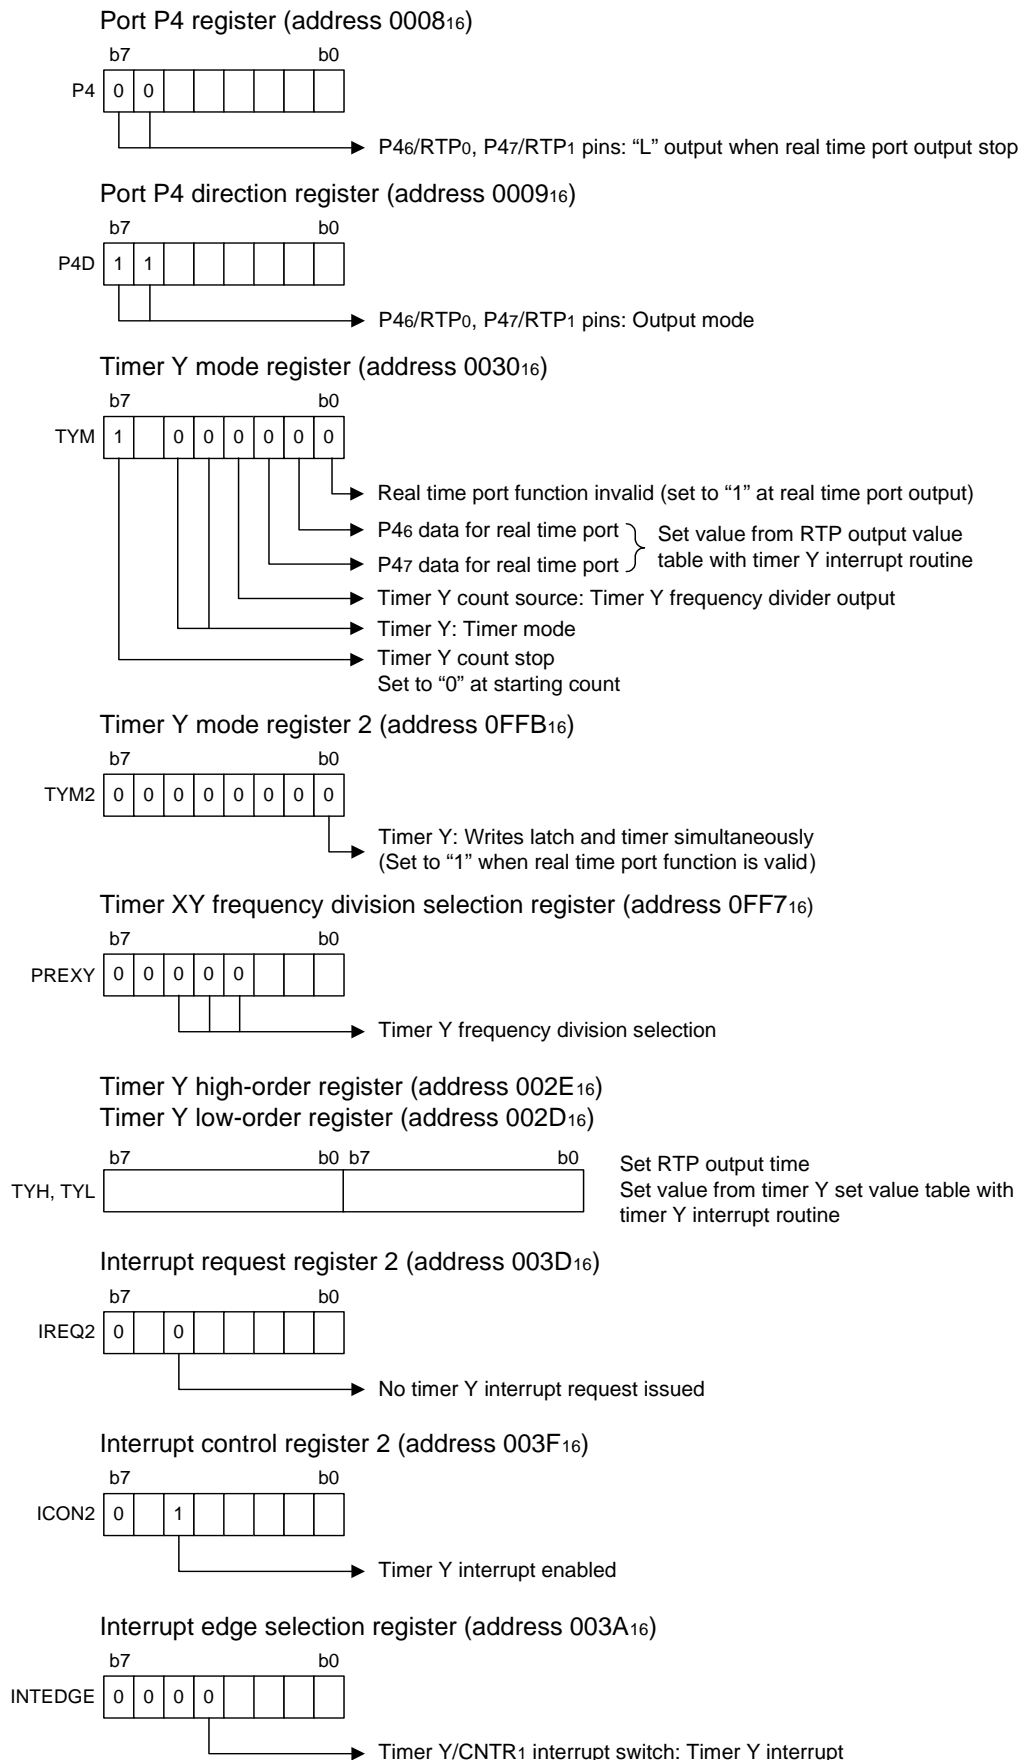 Port P4 register (address 000816)
b7 b0
P4 0 0
P46/RTP0, P47/RTP1 pins: “L” output when real time port output stop
Port P4 direction register (address 000916)
b7 b0
P4D 1 1
P46/RTP0, P47/RTP1 pins: Output mode
Timer Y mode register (address 003016)
b7 b0
TYM 1 0 0 0 0 0 0
Real time port function invalid (set to “1” at real time port output)
P46 data for real time port
P47 data for real time port
Set value from RTP output value
table with timer Y interrupt routine
Timer Y count source: Timer Y frequency divider output
Timer Y: Timer mode
Timer Y count stop
Set to “0” at starting count
Timer Y mode register 2 (address 0FFB16)
b7 b0
TYM2 0 0 0 0 0 0 0 0
Timer Y: Writes latch and timer simultaneously
(Set to “1” when real time port function is valid)
Timer XY frequency division selection register (address 0FF716)
b7 b0
PREXY 0 0 0 0 0
Timer Y frequency division selection
Timer Y high-order register (address 002E16)
Timer Y low-order register (address 002D16)
b7 b0 b7 b0
TYH, TYL
Set RTP output time
Set value from timer Y set value table with
timer Y interrupt routine
Interrupt request register 2 (address 003D16)
b7 b0
IREQ2 0 0
No timer Y interrupt request issued
Interrupt control register 2 (address 003F16)
b7 b0
ICON2 0 1
Timer Y interrupt enabled
Interrupt edge selection register (address 003A16)
b7 b0
INTEDGE 0 0 0 0
Timer Y/CNTR1 interrupt switch: Timer Y interrupt